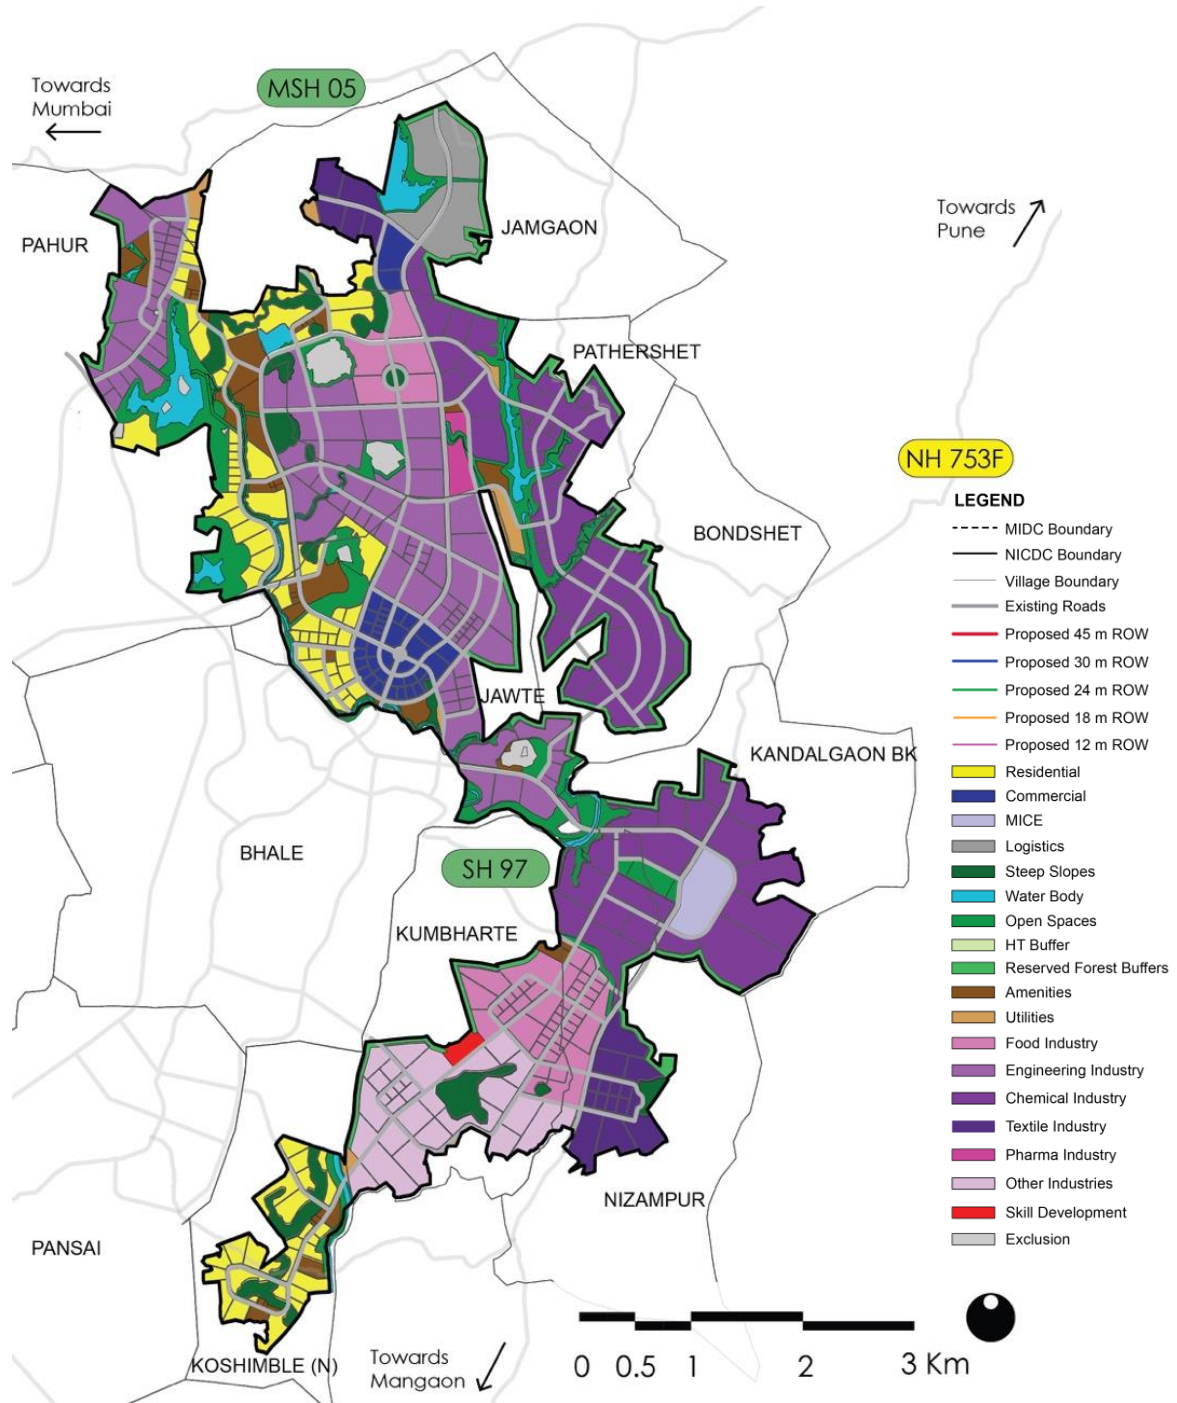 Towards
Mumbai
MSH 05
PAHUR
JAMGAON
Towards
Pune
PATHERSHET
NH 753F
BONDSHET
JAWTE
KANDALGAON BK
BHALE
SH 97
KUMBHARTE
NIZAMPUR
PANSAI
KOSHIMBLE (N)
Towards
Mangaon
LEGEND
MIDC Boundary
NICDC Boundary
Village Boundary
Existing Roads
Proposed 45 m ROW
Proposed 30 m ROW
Proposed 24 m ROW
Proposed 18 m ROW
Proposed 12 m ROW
Residential
Commercial
MICE
Logistics
Steep Slopes
Water Body
Open Spaces
HT Buffer
Reserved Forest Buffers
Amenities
Utilities
Food Industry
Engineering Industry
Chemical Industry
Textile Industry
Pharma Industry
Other Industries
Skill Development
Exclusion
0 0.5 1 2 3 Km